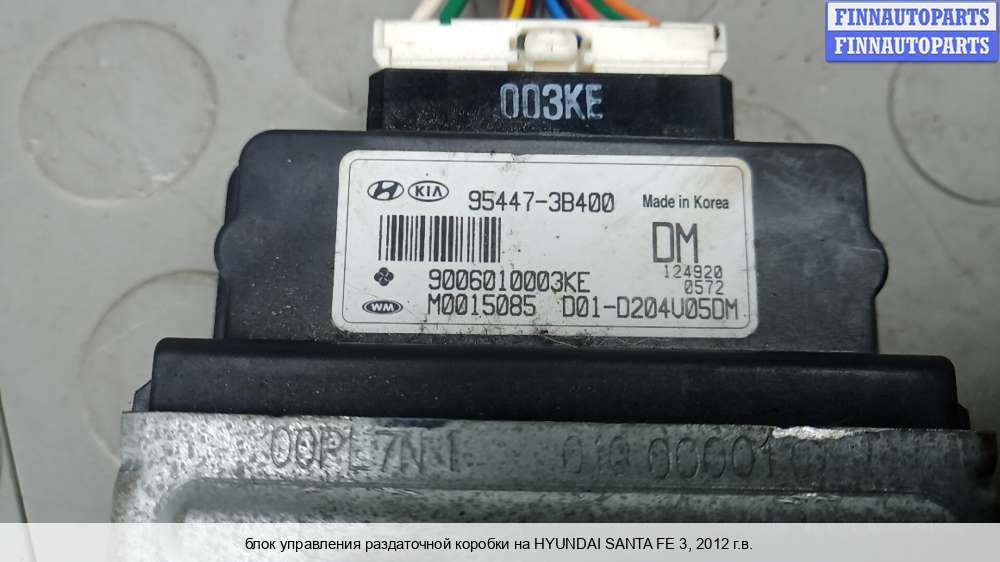 FINNAUTOPARTS
FINNAUTOPARTS
003KE
KIA 95447-3B400 Made in Korea
DM
124920
9006010003KE 0572
WM M0015085 D01-D204V05DM
блок управления раздаточной коробки на HYUNDAI SANTA FE 3, 2012 г.в.